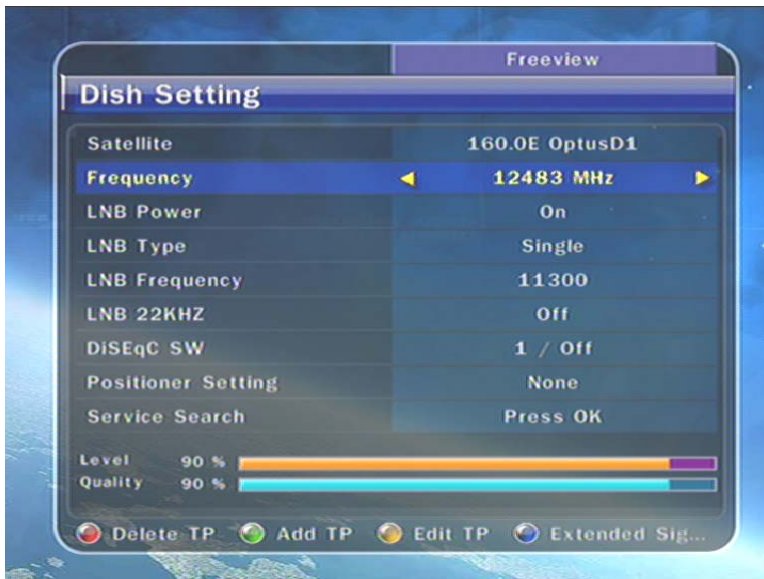 Freeview
Dish Setting
Satellite 160.0E OptusD1
Frequency 12483 MHz
LNB Power On
LNB Type Single
LNB Frequency 11300
LNB 22KHZ Off
DiSEqC SW 1 / Off
Positioner Setting None
Service Search Press OK
Level 90 %
Quality 90 %
Delete TP Add TP Edit TP Extended Sig...